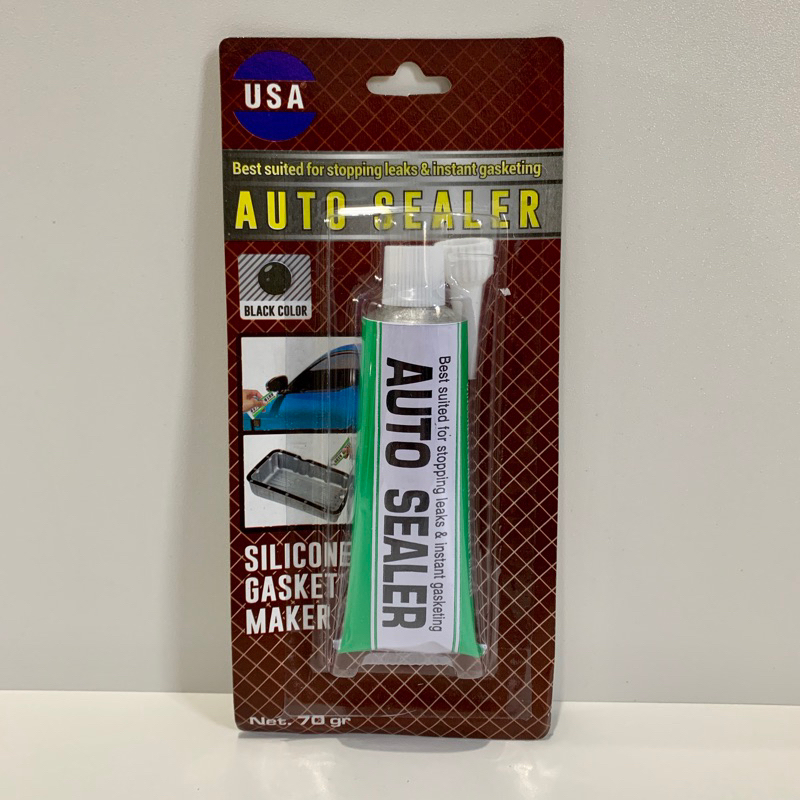 USA
Best suited for stopping leaks & instant gasketing
AUTO SEALER
BLACK COLOR
Best suited for stopping leaks & instant gasketing
AUTO SEALER
SILICONE
GASKET
MAKER
Net. 70 gr